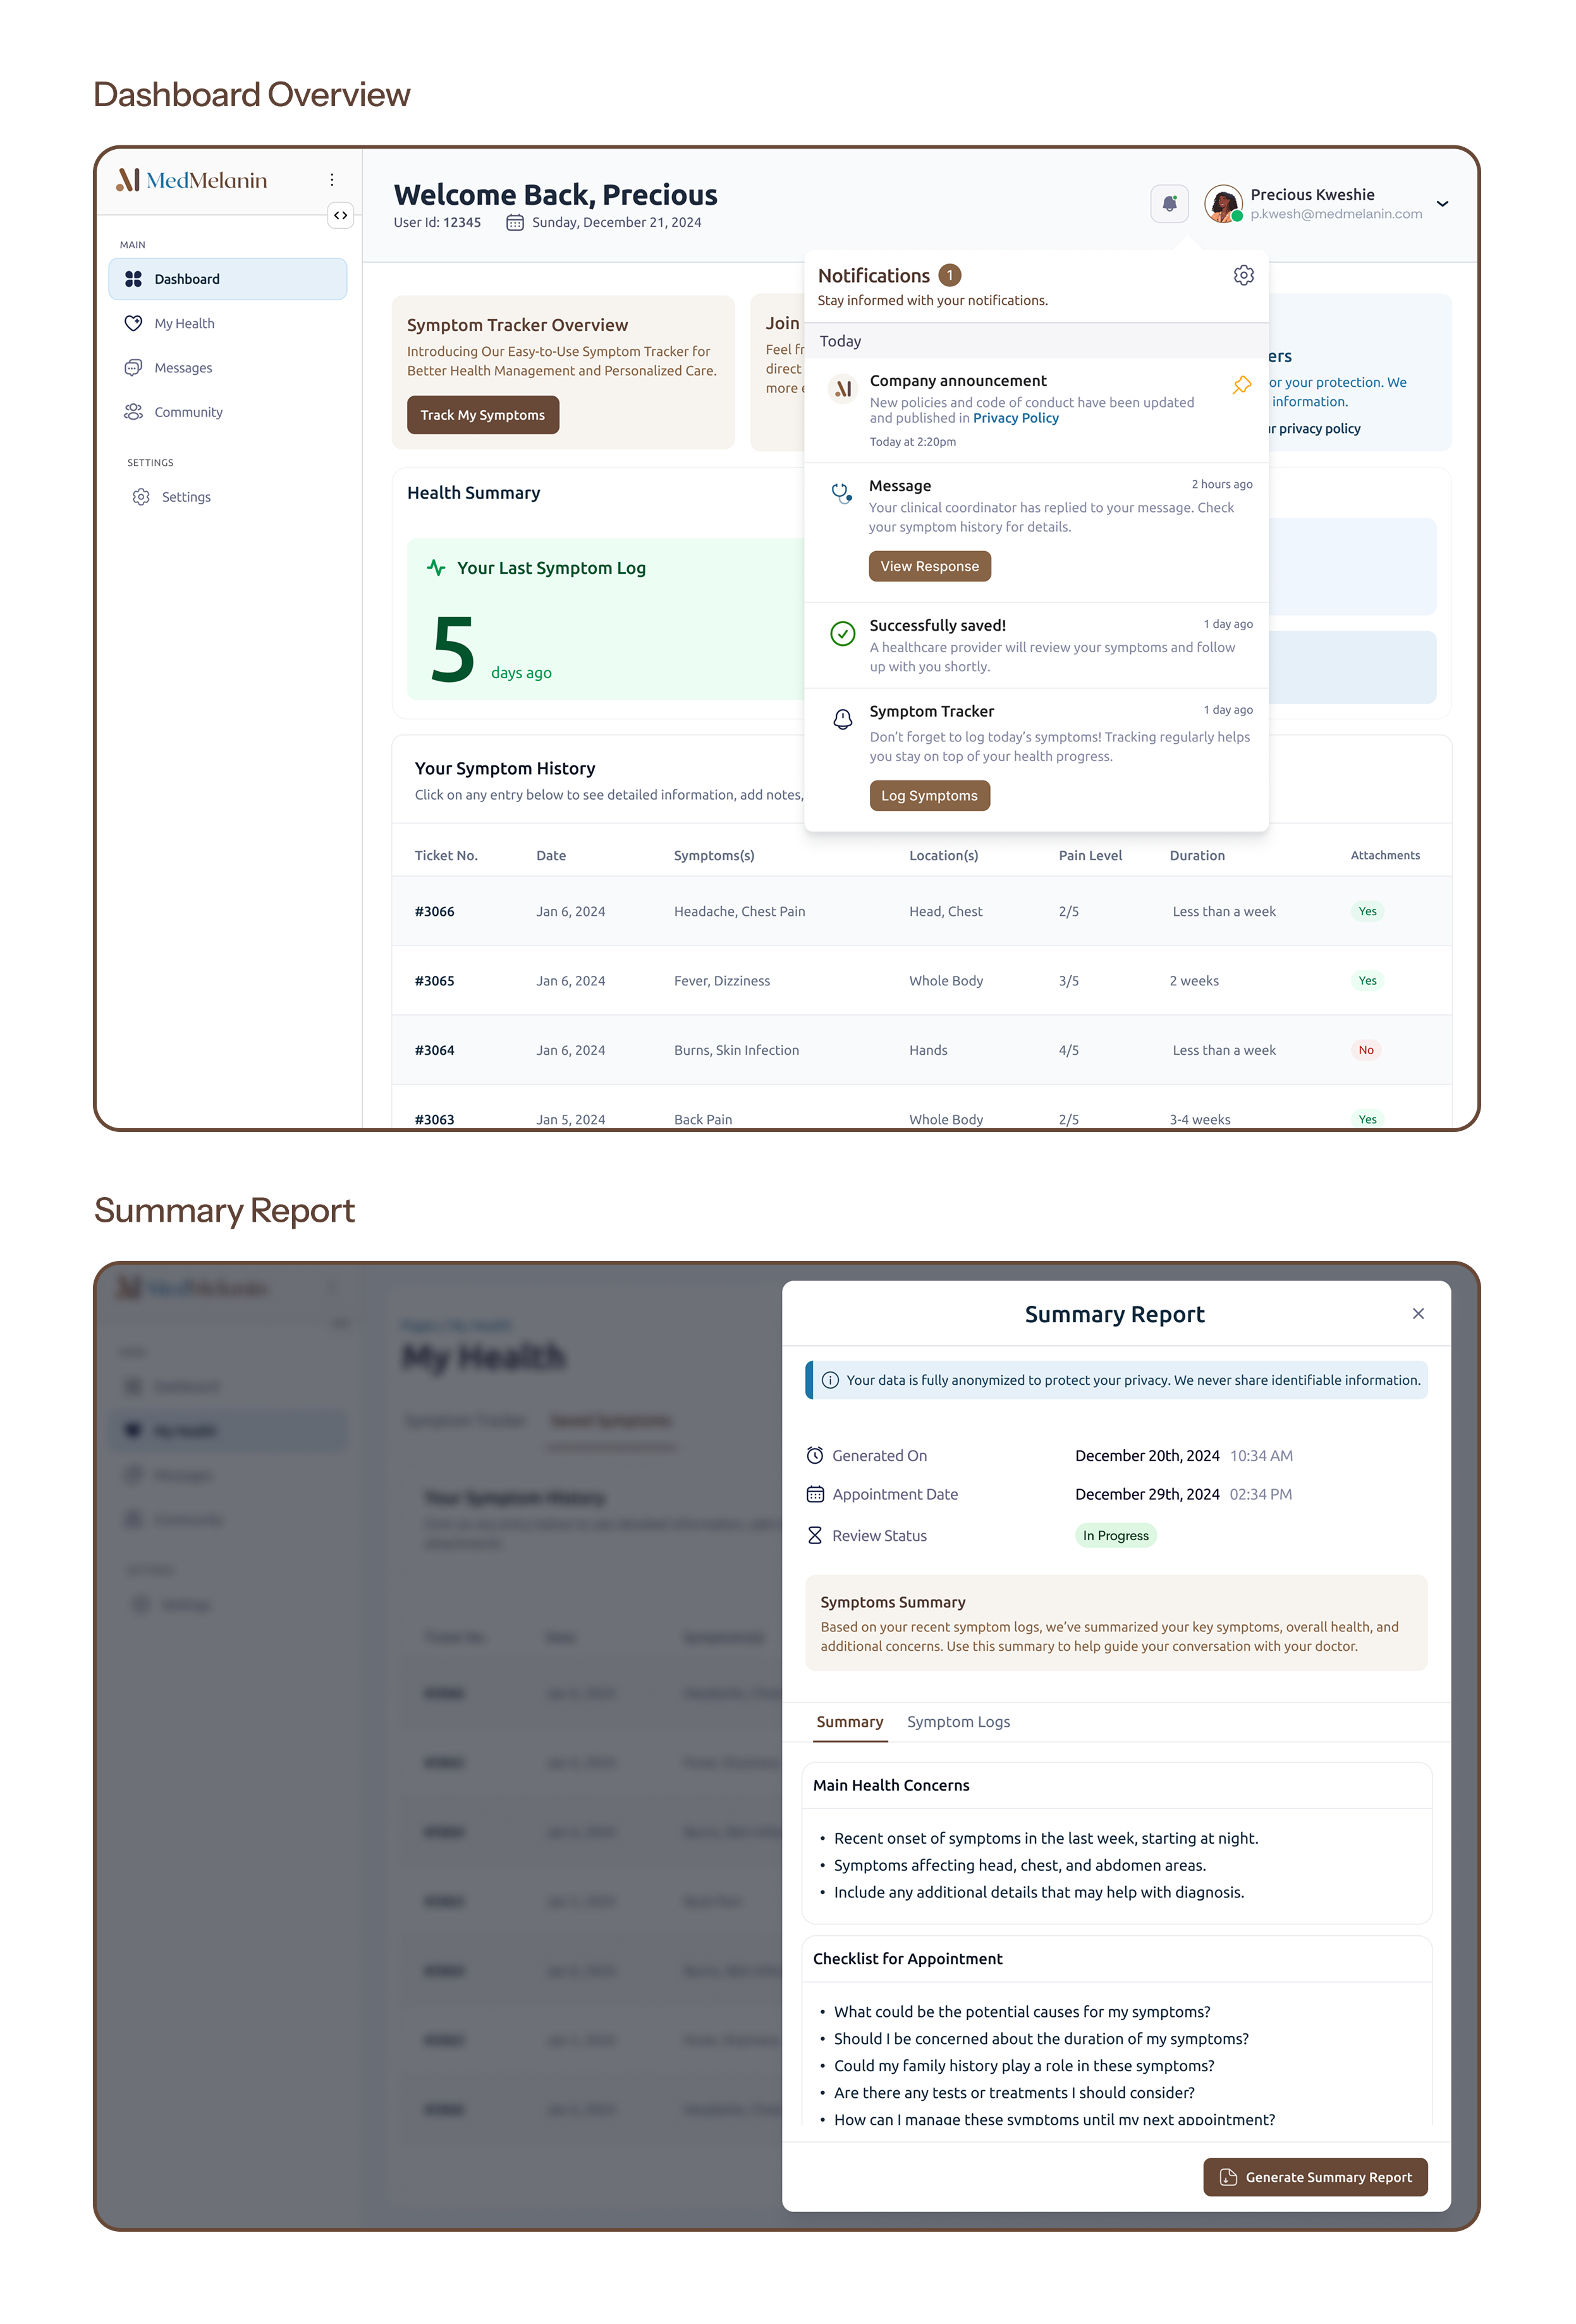 Dashboard Overview
MedMelanin
MAIN
Dashboard
My Health
Messages
Community
SETTINGS
Settings
Welcome Back, Precious
User Id: 12345
Sunday, December 21, 2024
Precious Kweshie
p.kwesh@medmelanin.com
Symptom Tracker Overview
Introducing Our Easy-to-Use Symptom Tracker for
Better Health Management and Personalized Care.
Track My Symptoms
Join
Feel fr
direct
more e
ers
or your protection. We
information.
ur privacy policy
Notifications 1
Stay informed with your notifications.
Today
Company announcement
New policies and code of conduct have been updated
and published in Privacy Policy
Today at 2:20pm
Message
2 hours ago
Your clinical coordinator has replied to your message. Check
your symptom history for details.
View Response
Successfully saved!
1 day ago
A healthcare provider will review your symptoms and follow
up with you shortly.
Symptom Tracker
1 day ago
Don't forget to log today's symptoms! Tracking regularly helps
you stay on top of your health progress.
Log Symptoms
Health Summary
Your Last Symptom Log
5 days ago
Your Symptom History
Click on any entry below to see detailed information, add notes,
Ticket No. Date Symptoms(s) Location(s) Pain Level Duration Attachments
#3066 Jan 6, 2024 Headache, Chest Pain Head, Chest 2/5 Less than a week Yes
#3065 Jan 6, 2024 Fever, Dizziness Whole Body 3/5 2 weeks Yes
#3064 Jan 6, 2024 Burns, Skin Infection Hands 4/5 Less than a week No
#3063 Jan 5, 2024 Back Pain Whole Body 2/5 3-4 weeks Yes
Summary Report
My Health
Your Symptom History
Summary Report
Your data is fully anonymized to protect your privacy. We never share identifiable information.
Generated On December 20th, 2024 10:34 AM
Appointment Date December 29th, 2024 02:34 PM
Review Status In Progress
Symptoms Summary
Based on your recent symptom logs, we've summarized your key symptoms, overall health, and
additional concerns. Use this summary to help guide your conversation with your doctor.
Summary Symptom Logs
Main Health Concerns
• Recent onset of symptoms in the last week, starting at night.
• Symptoms affecting head, chest, and abdomen areas.
• Include any additional details that may help with diagnosis.
Checklist for Appointment
• What could be the potential causes for my symptoms?
• Should I be concerned about the duration of my symptoms?
• Could my family history play a role in these symptoms?
• Are there any tests or treatments I should consider?
• How can I manage these symptoms until my next appointment?
Generate Summary Report